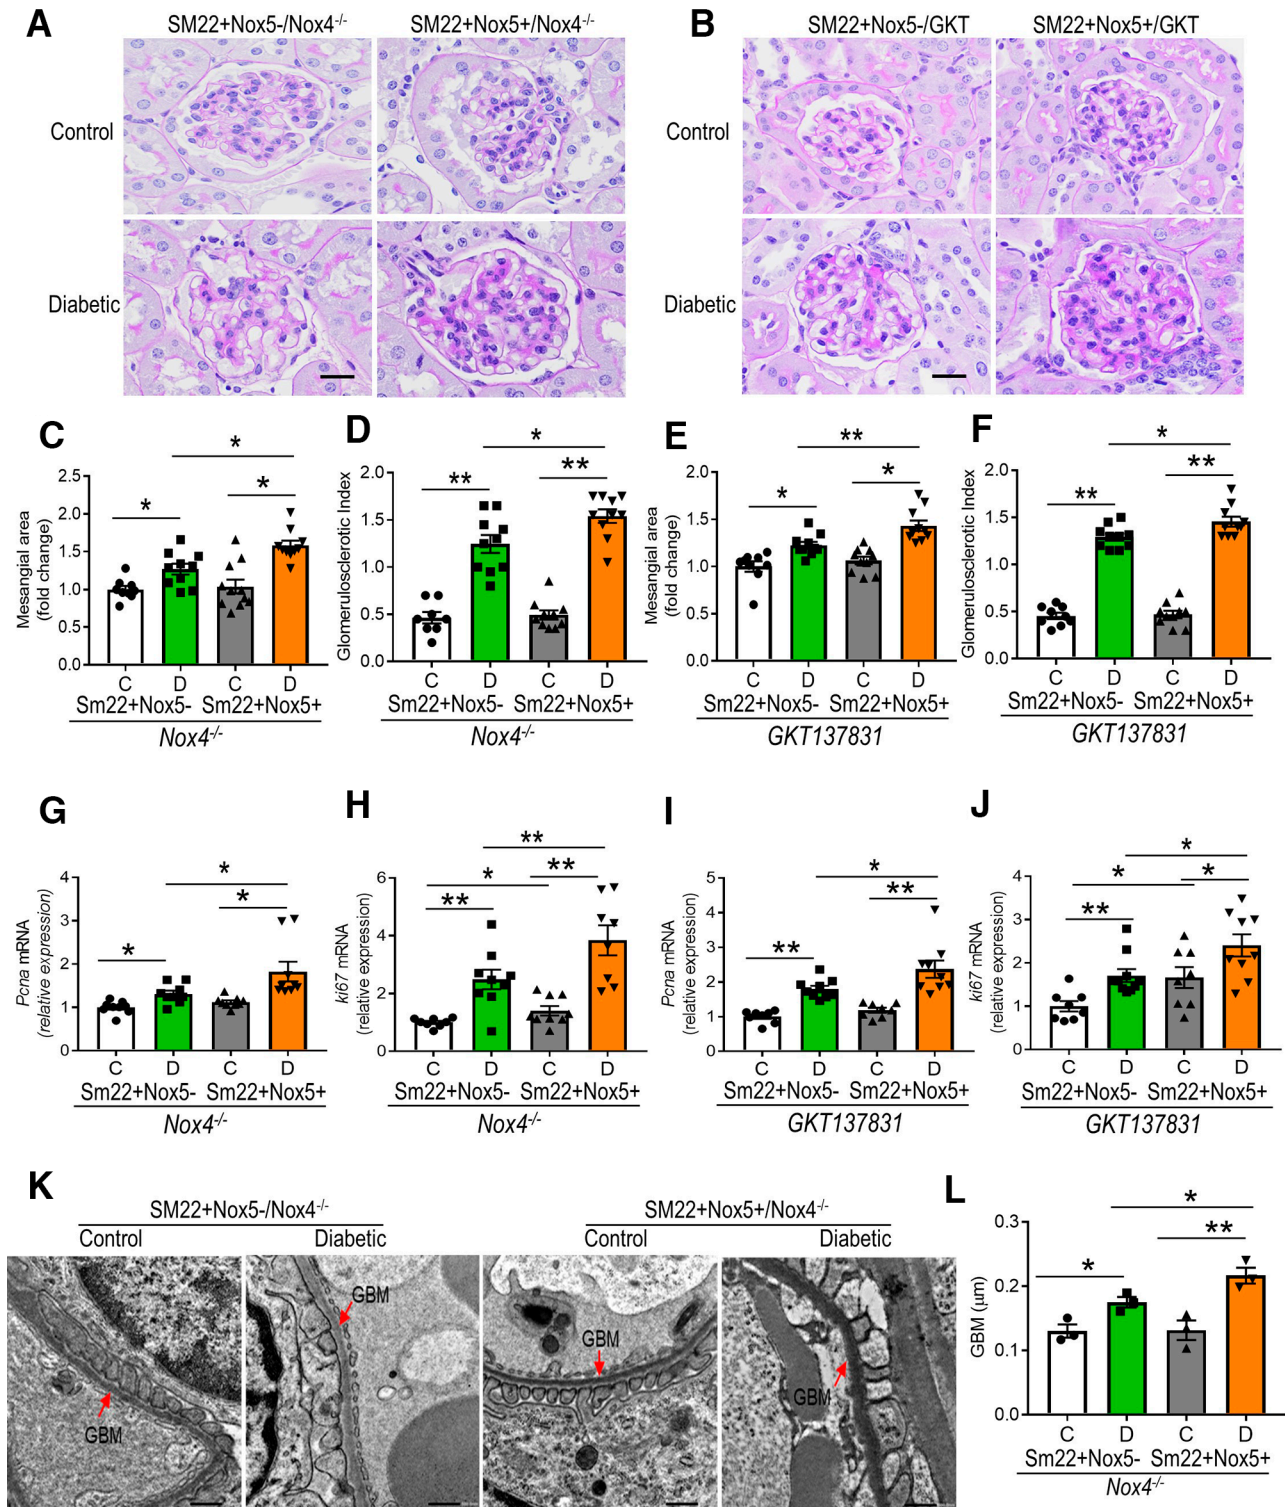 A
SM22+Nox5-/Nox4-/-
SM22+Nox5+/Nox4-/-
Control
Diabetic
B
SM22+Nox5-/GKT
SM22+Nox5+/GKT
Control
Diabetic
C
Mesangial area
(fold change)
2.5
2.0
1.5
1.0
0.5
0.0
*
*
*
C D C D
Sm22+Nox5- Sm22+Nox5+
Nox4-/-
D
Glomerulosclerotic Index
2.0
1.5
1.0
0.5
0.0
*
**
**
C D C D
Sm22+Nox5- Sm22+Nox5+
Nox4-/-
E
Mesangial area
(fold change)
2.0
1.5
1.0
0.5
0.0
**
*
*
C D C D
Sm22+Nox5- Sm22+Nox5+
GKT137831
F
Glomerulosclerotic Index
2.0
1.5
1.0
0.5
0.0
*
**
**
C D C D
Sm22+Nox5- Sm22+Nox5+
GKT137831
G
Pcna mRNA
(relative expression)
4
3
2
1
0
*
*
*
C D C D
Sm22+Nox5- Sm22+Nox5+
Nox4-/-
H
ki67 mRNA
(relative expression)
6
4
2
0
**
*
**
**
C D C D
Sm22+Nox5- Sm22+Nox5+
Nox4-/-
I
Pcna mRNA
(relative expression)
5
4
3
2
1
0
*
**
**
C D C D
Sm22+Nox5- Sm22+Nox5+
GKT137831
J
ki67 mRNA
(relative expression)
4
3
2
1
0
*
*
*
**
C D C D
Sm22+Nox5- Sm22+Nox5+
GKT137831
K
SM22+Nox5-/Nox4-/-
SM22+Nox5+/Nox4-/-
Control
Diabetic
Control
Diabetic
GBM
GBM
GBM
GBM
L
GBM (μm)
0.3
0.2
0.1
0.0
*
**
*
C D C D
Sm22+Nox5- Sm22+Nox5+
Nox4-/-